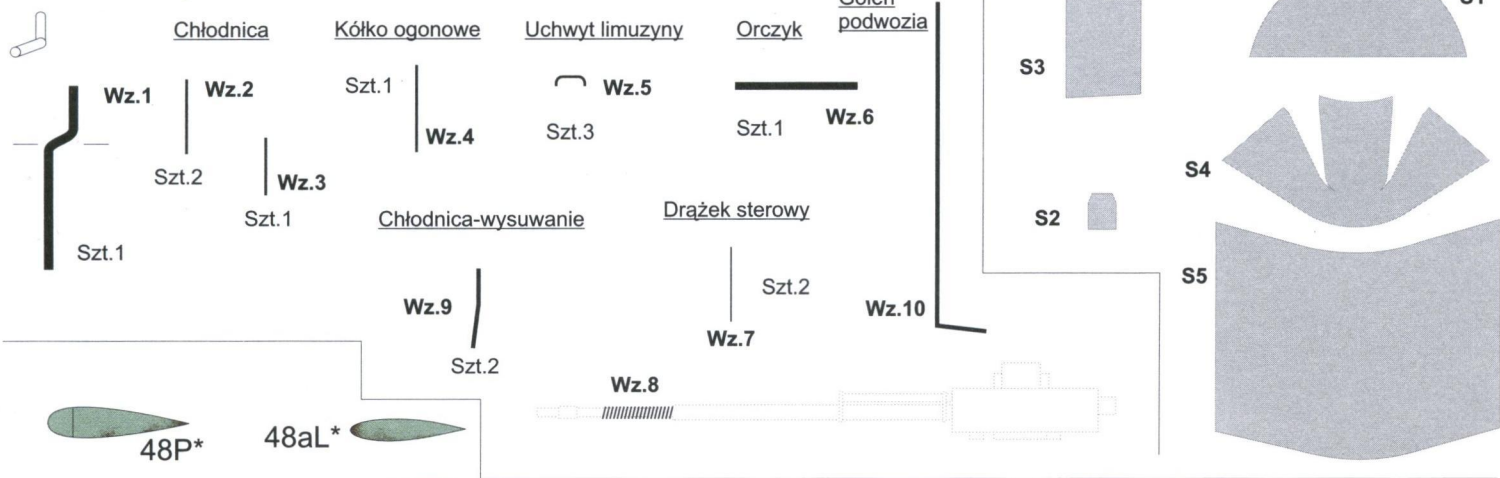 Chłodnica
Kółko ogonowe
Uchwyt limuzyny
Orczyk
podwozia
Wz.1
Wz.2
Szt.1
Wz.4
Wz.5
Szt.3
Szt.1
Wz.6
S3
Szt.2
Wz.3
Szt.1
Szt.1
Chłodnica-wysuwanie
Drążek sterowy
S4
S2
S5
Wz.9
Szt.2
Szt.2
Wz.7
Wz.10
Wz.8
48P*
48aL*